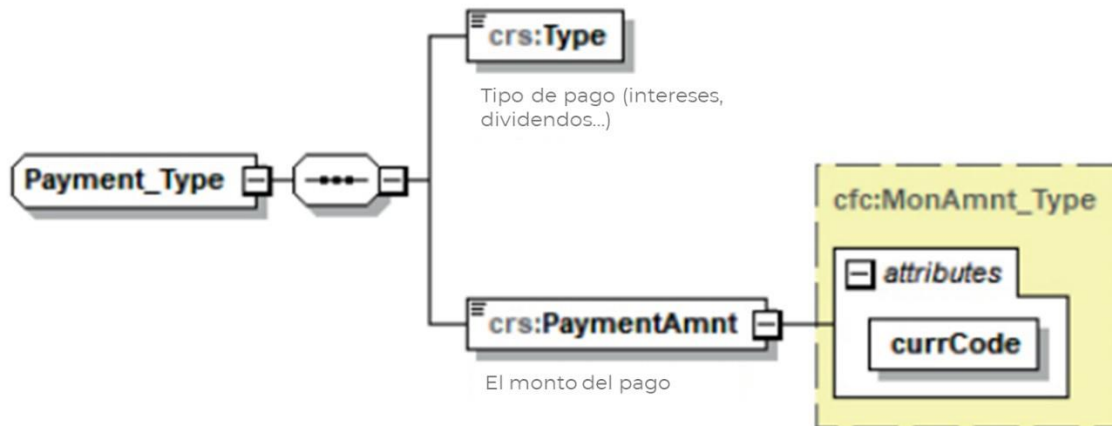 crs:Type
Tipo de pago (intereses,
dividendos...)
Payment_Type
cfc:MonAmnt_Type
attributes
crs:PaymentAmnt
currCode
El monto del pago